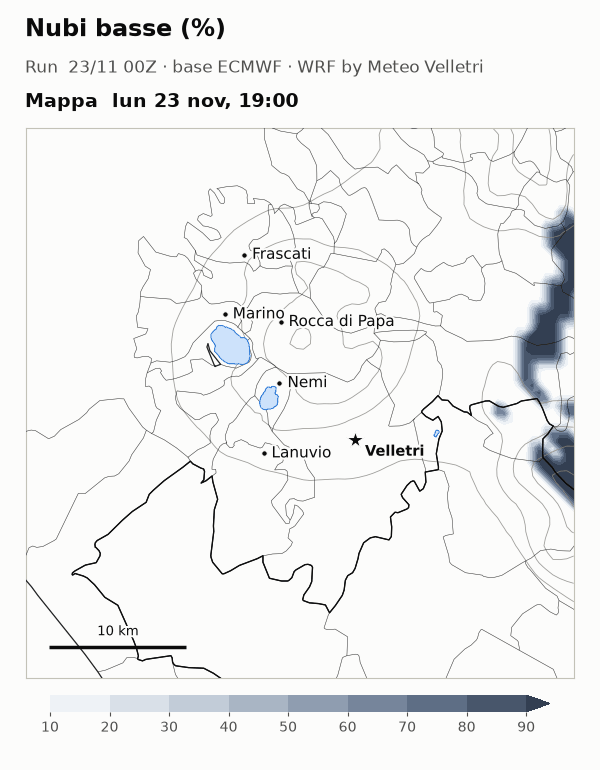 Nubi basse (%)
Run  23/11 00Z · base ECMWF · WRF by Meteo Velletri
Mappa  lun 23 nov, 19:00
Frascati
Marino
Rocca di Papa
Nemi
Velletri
Lanuvio
10 km
10 20 30 40 50 60 70 80 90